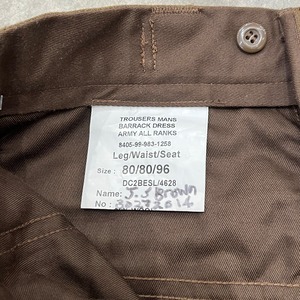 TROUSERS MANS
BARRACK DRESS
ARMY ALL RANKS
8405-99-983-1258
Leg/Waist/Seat
Size : 80/80/96
DC2BESL/4628
Name : J.J Brown
No :